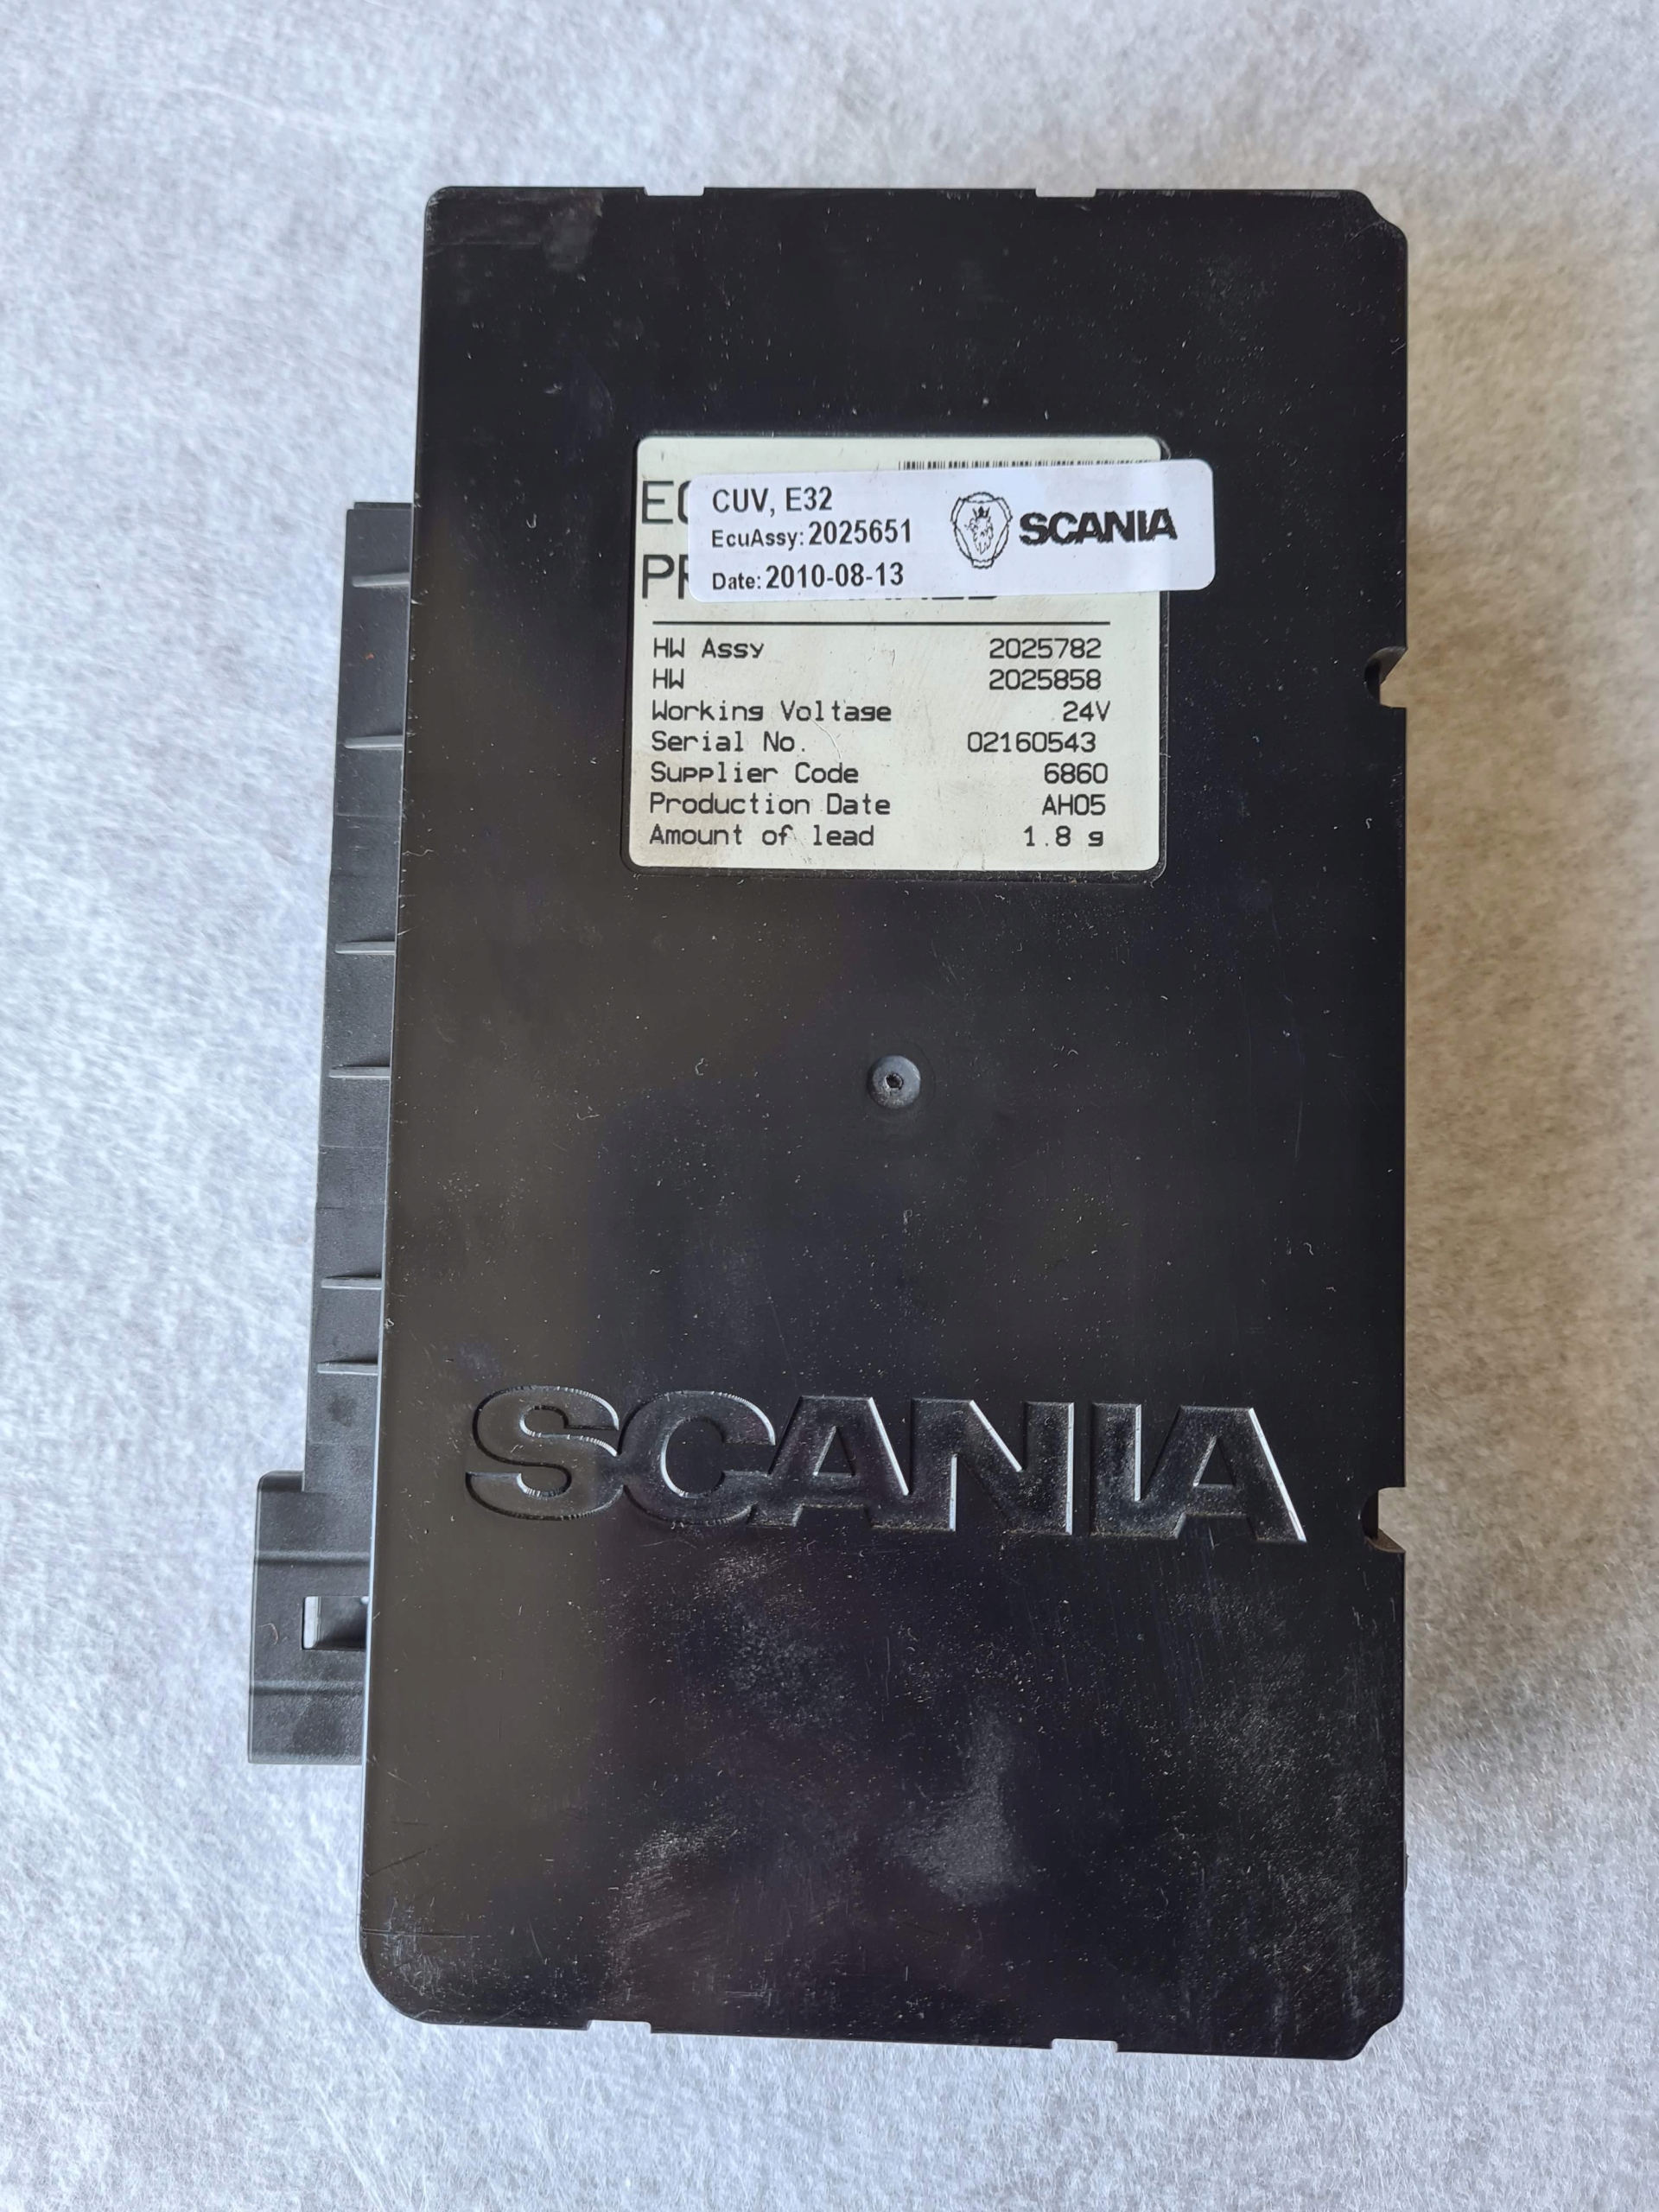 CUV, E32
EcuAssy: 2025651
Date: 2010-08-13
SCANIA
HW Assy 2025782
HW 2025858
Working Voltage 24V
Serial No. 02160543
Supplier Code 6860
Production Date AH05
Amount of lead 1.8 g
SCANIA